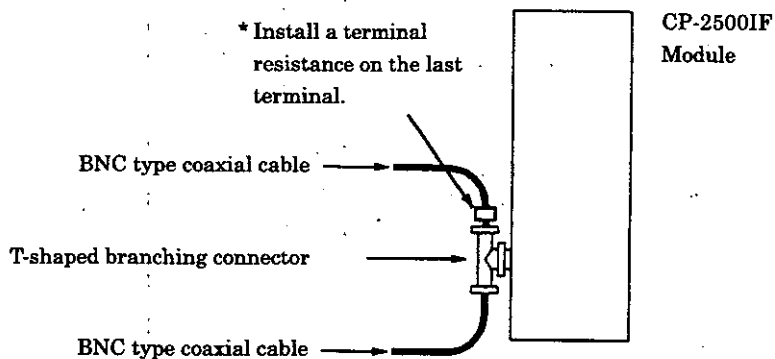 * Install a terminal
resistance on the last
terminal.
CP-2500IF
Module
BNC type coaxial cable
T-shaped branching connector
BNC type coaxial cable